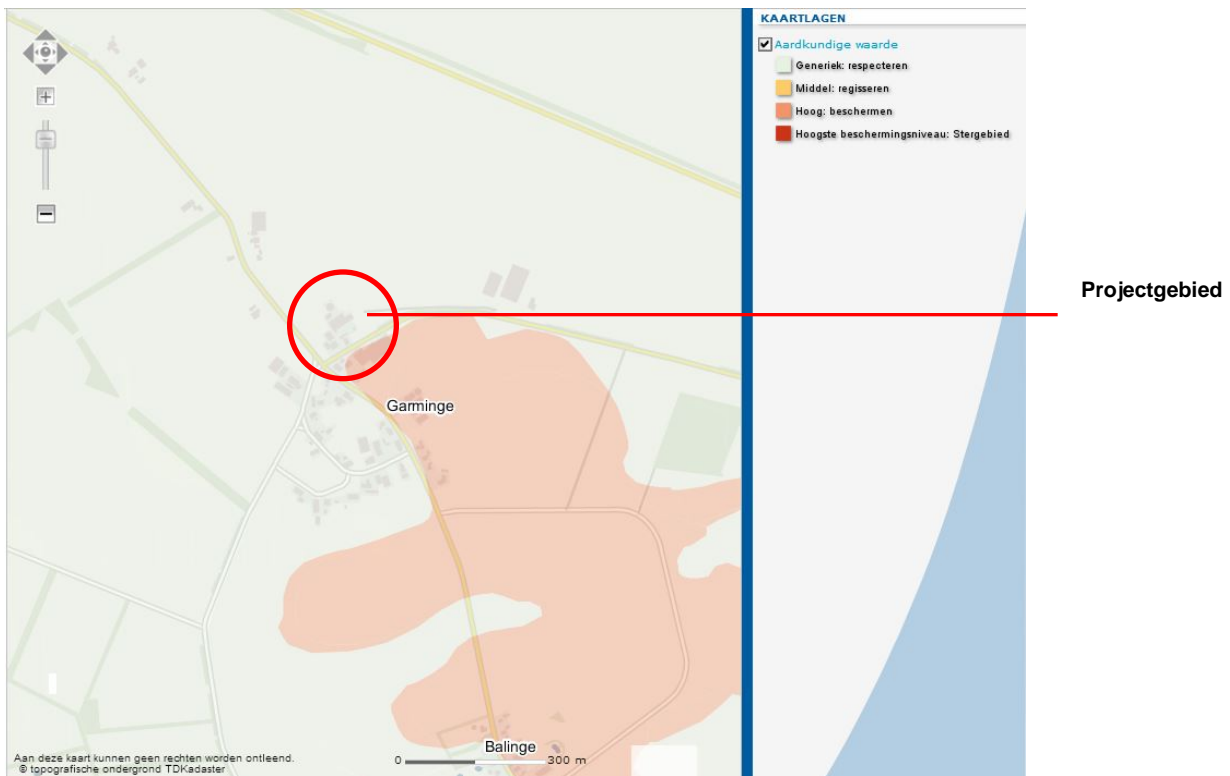 KAARTLAGEN
Aardkundige waarde
Generiek: respecteren
Middel: regisseren
Hoog: beschermen
Hoogste beschermingsniveau: Stergebied
Projectgebied
Garminge
Balinge
Aan deze kaart kunnen geen rechten worden ontleend.
© topografische ondergrond TDKadaster
0 300 m